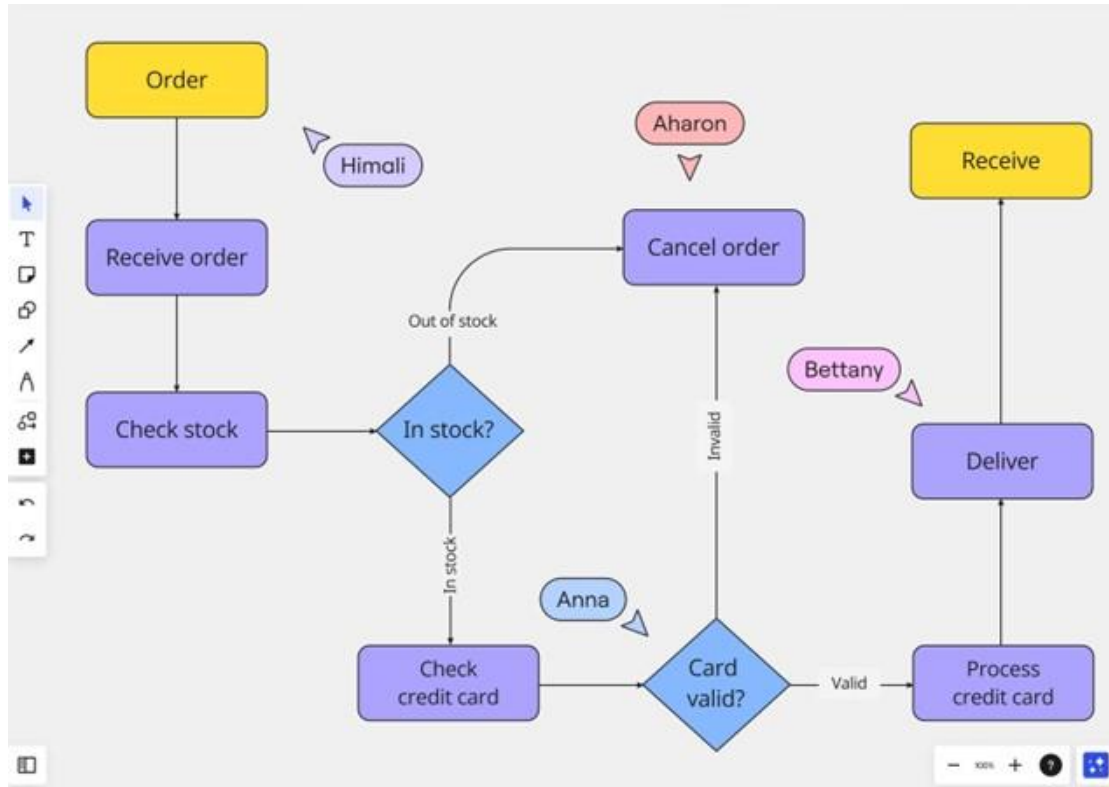 Order
Himali
Aharon
Receive
Receive order
Cancel order
Out of stock
Bettany
Check stock
In stock?
Invalid
Deliver
In stock
Anna
Check
credit card
Card
valid?
Valid
Process
credit card
T
100%
?